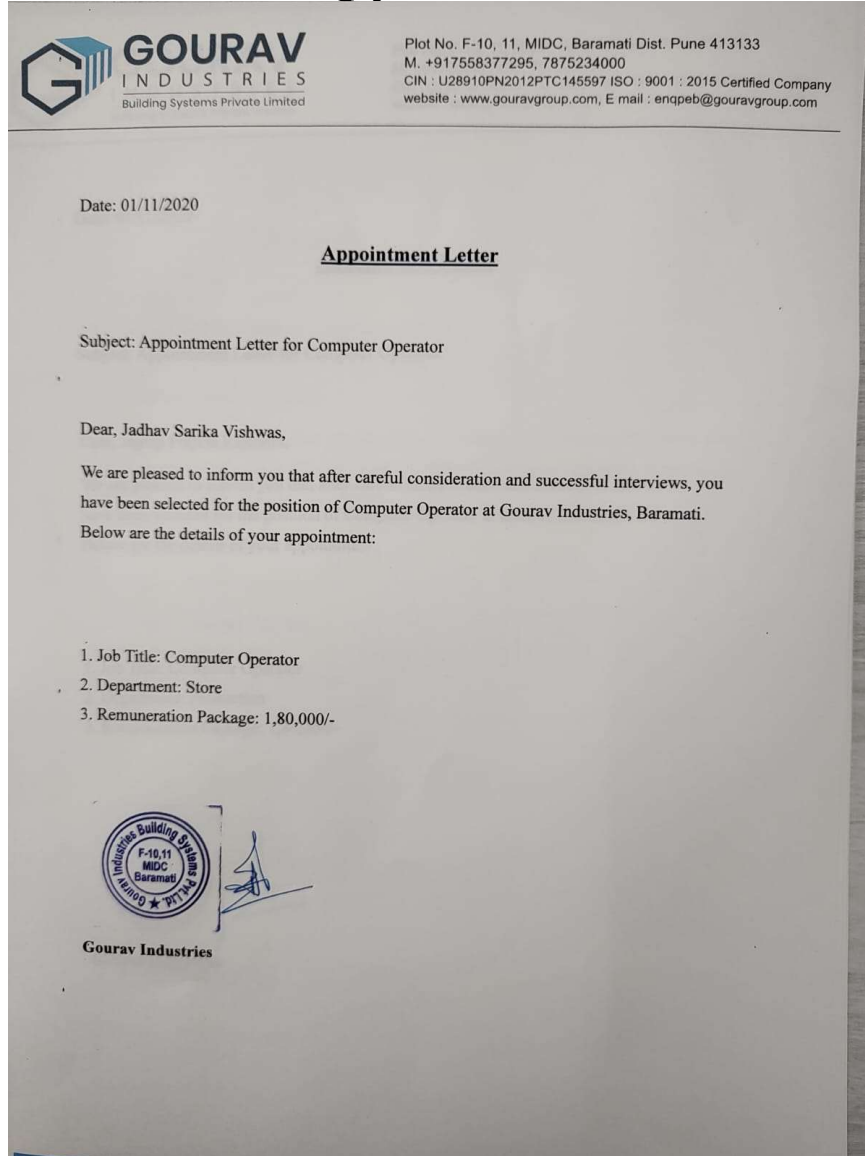 GOURAV
INDUSTRIES
Building Systems Private Limited
Plot No. F-10, 11, MIDC, Baramati Dist. Pune 413133
M. +917558377295, 7875234000
CIN : U28910PN2012PTC145597 ISO : 9001 : 2015 Certified Company
website : www.gouravgroup.com, E mail : enqpeb@gouravgroup.com
Date: 01/11/2020
Appointment Letter
Subject: Appointment Letter for Computer Operator
Dear, Jadhav Sarika Vishwas,
We are pleased to inform you that after careful consideration and successful interviews, you
have been selected for the position of Computer Operator at Gourav Industries, Baramati.
Below are the details of your appointment:
1. Job Title: Computer Operator
2. Department: Store
3. Remuneration Package: 1,80,000/-
Gourav Industries Building Systems Pvt.Ltd. ★
F-10,11
MIDC
Baramati
Gourav Industries